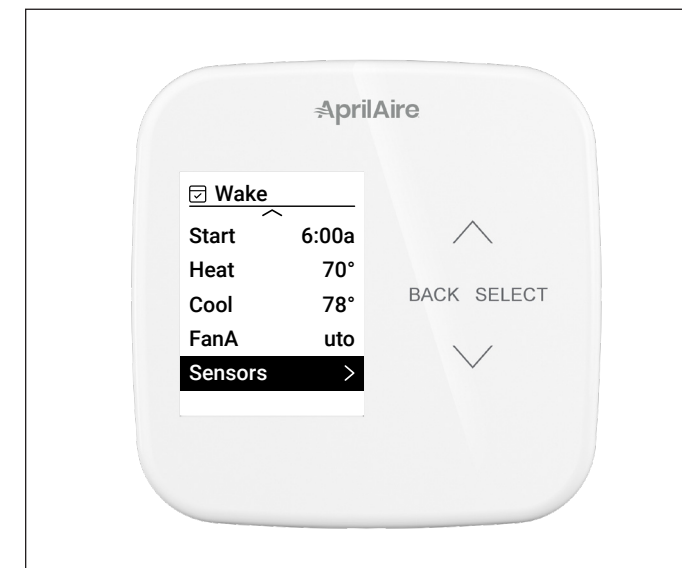 AprilAire
Wake
Start 6:00a
Heat 70°
Cool 78°
FanA uto
Sensors >
BACK SELECT